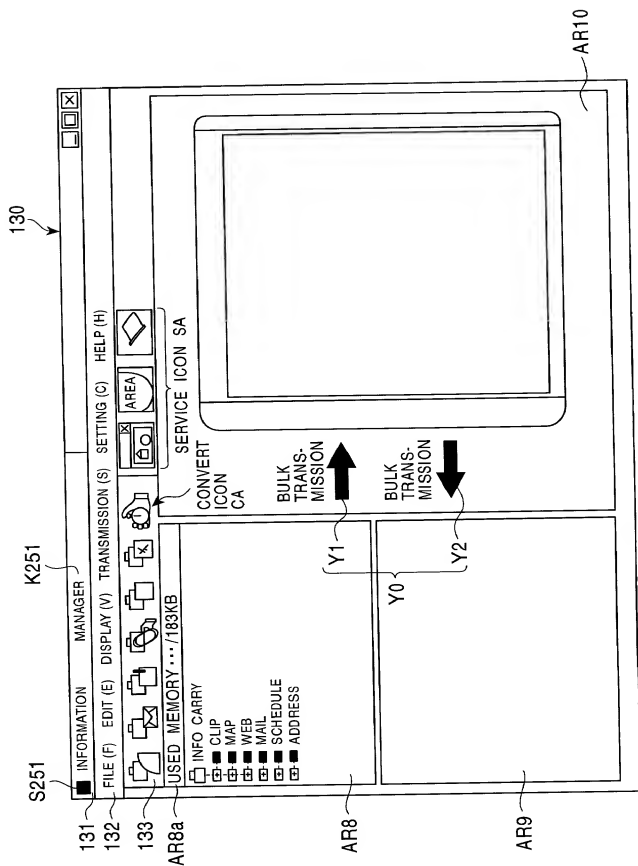 130
S251
K251
131
INFORMATION MANAGER
132
FILE (F) EDIT (E) DISPLAY (V) TRANSMISSION (S) SETTING (C) HELP (H)
133
AREA
AR8a
USED MEMORY···/183KB
CONVERT
ICON
CA
SERVICE ICON SA
INFO CARRY
CLIP
MAP
WEB
MAIL
SCHEDULE
ADDRESS
BULK
TRANS-
MISSION
Y1
Y0
BULK
TRANS-
MISSION
Y2
AR8
AR9
AR10